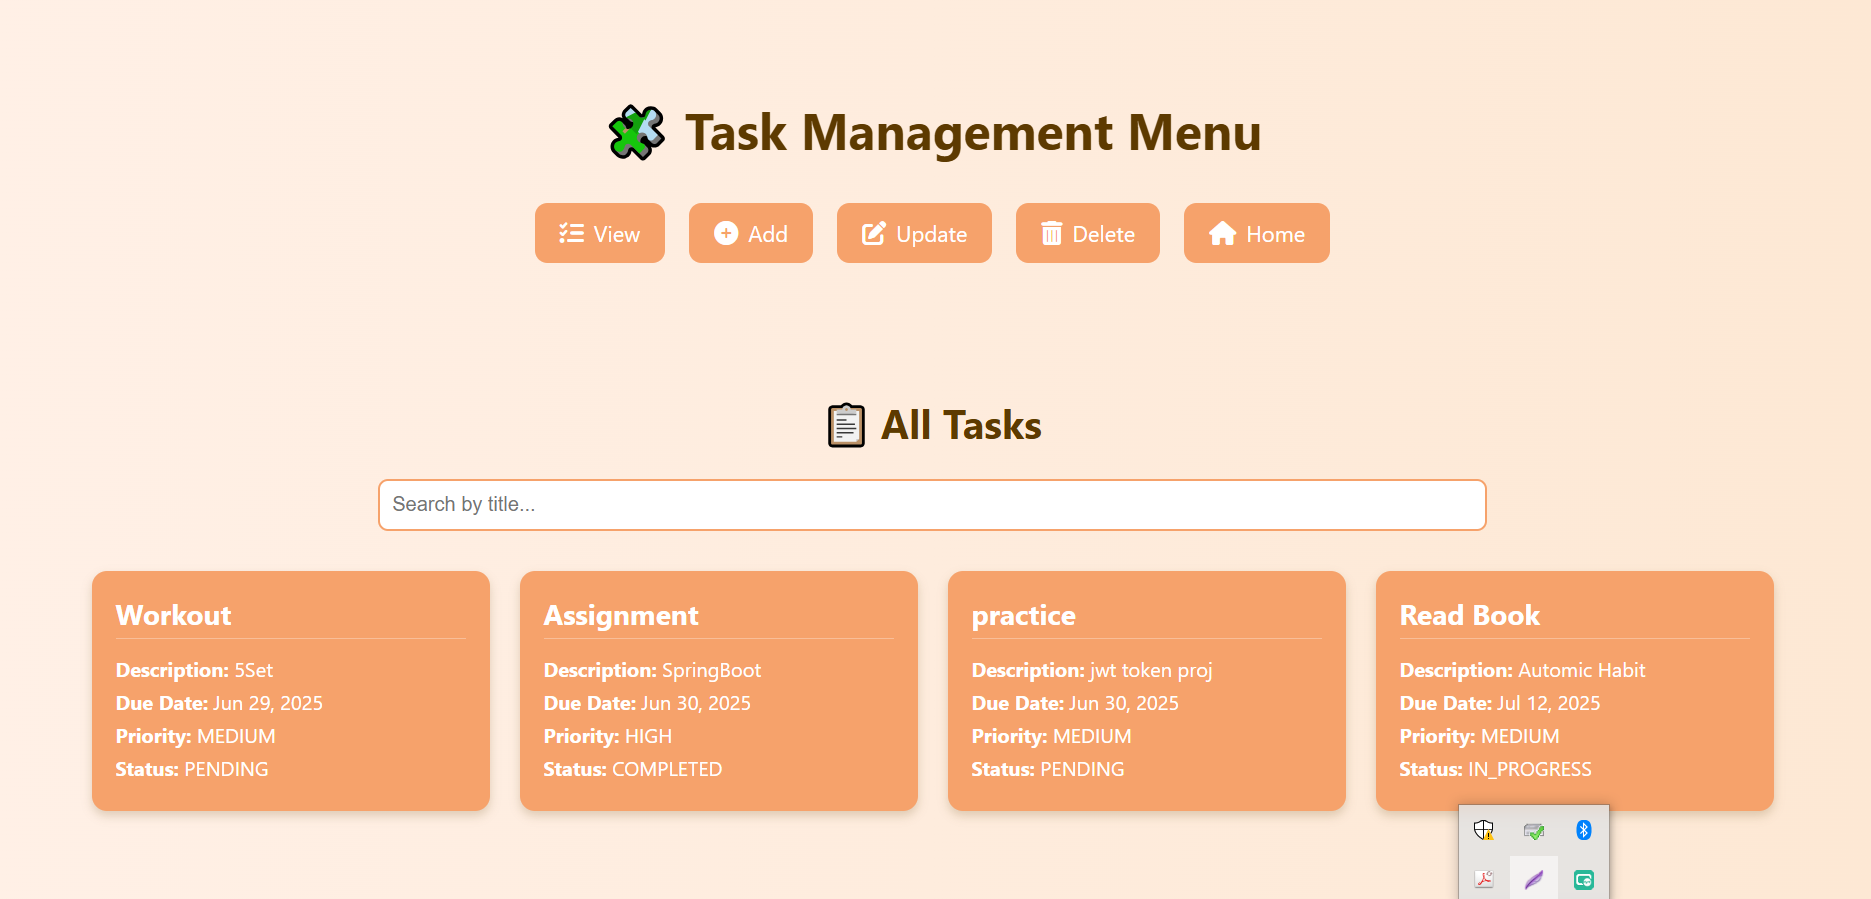 Task Management Menu
View Add Update Delete Home
All Tasks
Search by title...
Workout
Description: 5Set
Due Date: Jun 29, 2025
Priority: MEDIUM
Status: PENDING
Assignment
Description: SpringBoot
Due Date: Jun 30, 2025
Priority: HIGH
Status: COMPLETED
practice
Description: jwt token proj
Due Date: Jun 30, 2025
Priority: MEDIUM
Status: PENDING
Read Book
Description: Automic Habit
Due Date: Jul 12, 2025
Priority: MEDIUM
Status: IN_PROGRESS